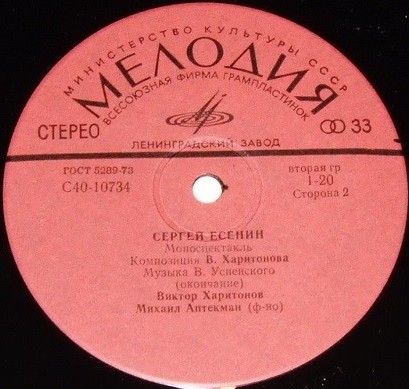 МИНИСТЕРСТВО КУЛЬТУРЫ СССР
МЕЛОДИЯ
ВСЕСОЮЗНАЯ ФИРМА ГРАМПЛАСТИНОК
СТЕРЕО
33
ЛЕНИНГРАДСКИЙ ЗАВОД
ГОСТ 5289-73
С40-10734
вторая гр
1-20
Сторона 2
СЕРГЕЙ ЕСЕНИН
Моноспектакль
Композиция В. Харитонова
Музыка В. Успенского
(окончание)
Виктор Харитонов
Михаил Аптекман (ф-но)